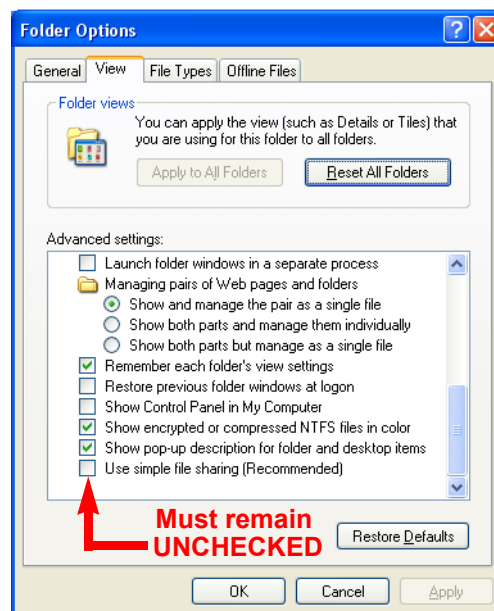 Folder Options
General View File Types Offline Files
Folder views
You can apply the view (such as Details or Tiles) that
you are using for this folder to all folders.
Apply to All Folders Reset All Folders
Advanced settings:
Launch folder windows in a separate process
Managing pairs of Web pages and folders
Show and manage the pair as a single file
Show both parts and manage them individually
Show both parts but manage as a single file
Remember each folder's view settings
Restore previous folder windows at logon
Show Control Panel in My Computer
Show encrypted or compressed NTFS files in color
Show pop-up description for folder and desktop items
Use simple file sharing (Recommended)
Must remain
UNCHECKED
Restore Defaults
OK Cancel Apply